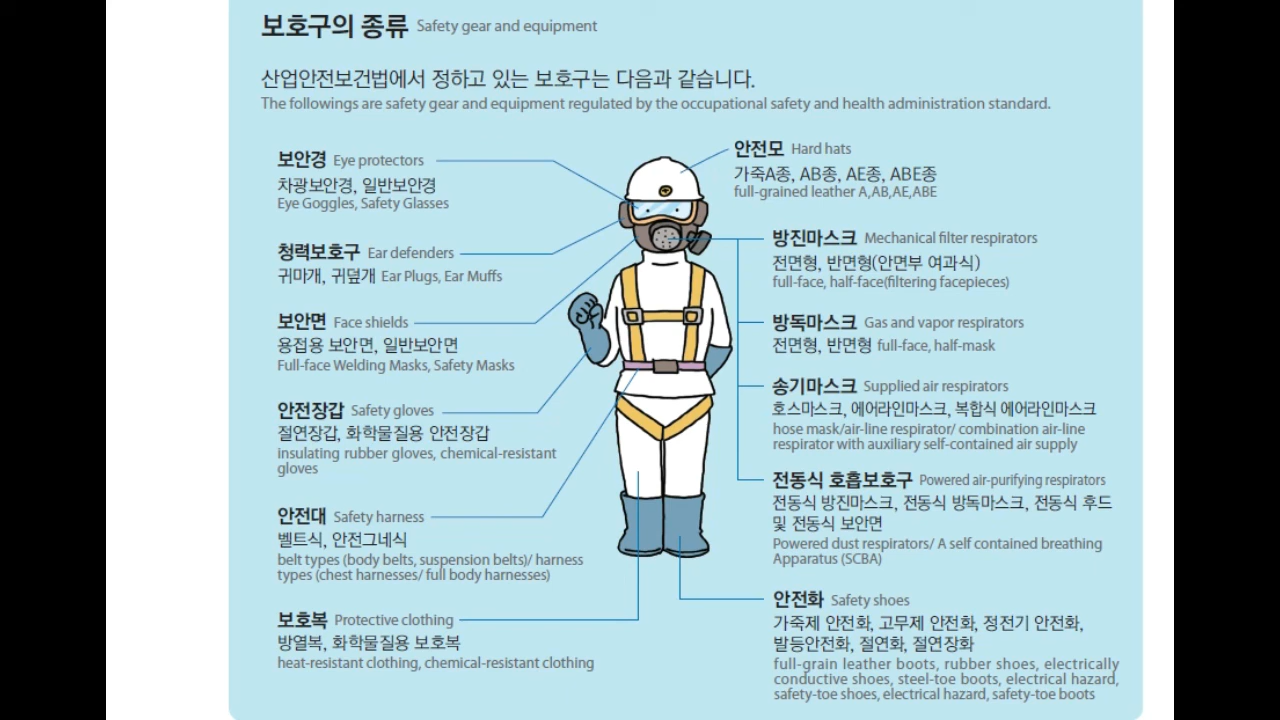 보호구의 종류 Safety gear and equipment
산업안전보건법에서 정하고 있는 보호구는 다음과 같습니다.
The followings are safety gear and equipment regulated by the occupational safety and health administration standard.
보안경 Eye protectors
차광보안경, 일반보안경
Eye Goggles, Safety Glasses
청력보호구 Ear defenders
귀마개, 귀덮개 Ear Plugs, Ear Muffs
보안면 Face shields
용접용 보안면, 일반보안면
Full-face Welding Masks, Safety Masks
안전장갑 Safety gloves
절연장갑, 화학물질용 안전장갑
insulating rubber gloves, chemical-resistant
gloves
안전대 Safety harness
벨트식, 안전그네식
belt types (body belts, suspension belts)/ harness
types (chest harnesses/ full body harnesses)
보호복 Protective clothing
방열복, 화학물질용 보호복
heat-resistant clothing, chemical-resistant clothing
안전모 Hard hats
가죽A종, AB종, AE종, ABE종
full-grained leather A,AB,AE,ABE
방진마스크 Mechanical filter respirators
전면형, 반면형(안면부 여과식)
full-face, half-face(filtering facepieces)
방독마스크 Gas and vapor respirators
전면형, 반면형 full-face, half-mask
송기마스크 Supplied air respirators
호스마스크, 에어라인마스크, 복합식 에어라인마스크
hose mask/air-line respirator/ combination air-line
respirator with auxiliary self-contained air supply
전동식 호흡보호구 Powered air-purifying respirators
전동식 방진마스크, 전동식 방독마스크, 전동식 후드
및 전동식 보안면
Powered dust respirators/ A self contained breathing
Apparatus (SCBA)
안전화 Safety shoes
가죽제 안전화, 고무제 안전화, 정전기 안전화,
발등안전화, 절연화, 절연장화
full-grain leather boots, rubber shoes, electrically
conductive shoes, steel-toe boots, electrical hazard,
safety-toe shoes, electrical hazard, safety-toe boots